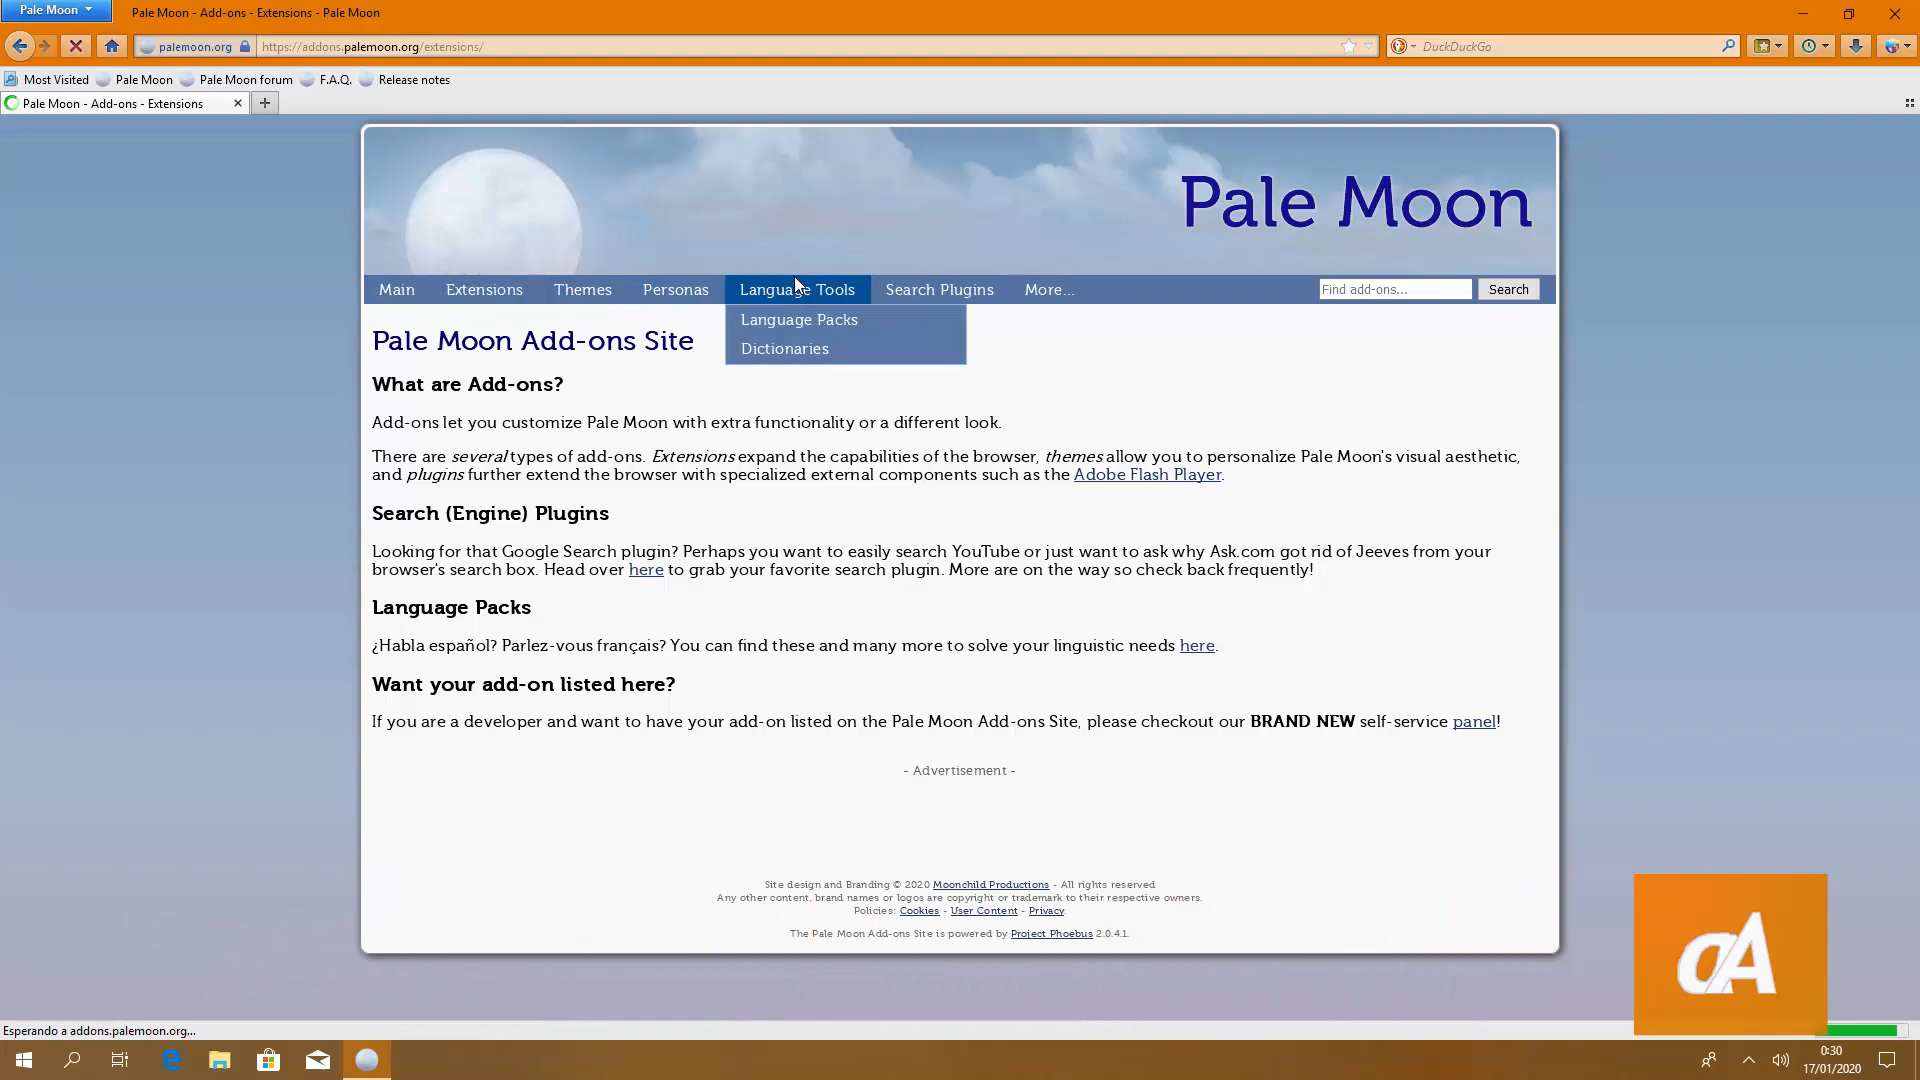 Pale Moon
Pale Moon - Add-ons - Extensions - Pale Moon
palemoon.org
https://addons.palemoon.org/extensions/
DuckDuckGo
Most Visited
Pale Moon
Pale Moon forum
F.A.Q.
Release notes
Pale Moon - Add-ons - Extensions
Pale Moon
Main
Extensions
Themes
Personas
Language Tools
Search Plugins
More...
Find add-ons...
Search
Language Packs
Dictionaries
Pale Moon Add-ons Site
What are Add-ons?
Add-ons let you customize Pale Moon with extra functionality or a different look.
There are several types of add-ons. Extensions expand the capabilities of the browser, themes allow you to personalize Pale Moon's visual aesthetic,
and plugins further extend the browser with specialized external components such as the Adobe Flash Player.
Search (Engine) Plugins
Looking for that Google Search plugin? Perhaps you want to easily search YouTube or just want to ask why Ask.com got rid of Jeeves from your
browser's search box. Head over here to grab your favorite search plugin. More are on the way so check back frequently!
Language Packs
¿Habla español? Parlez-vous français? You can find these and many more to solve your linguistic needs here.
Want your add-on listed here?
If you are a developer and want to have your add-on listed on the Pale Moon Add-ons Site, please checkout our BRAND NEW self-service panel!
- Advertisement -
Site design and Branding © 2020 Moonchild Productions - All rights reserved
Any other content, brand names or logos are copyright or trademark to their respective owners.
Policies: Cookies - User Content - Privacy.
The Pale Moon Add-ons Site is powered by Project Phoebus 2.0.4.1.
Esperando a addons.palemoon.org...
0:30
17/01/2020